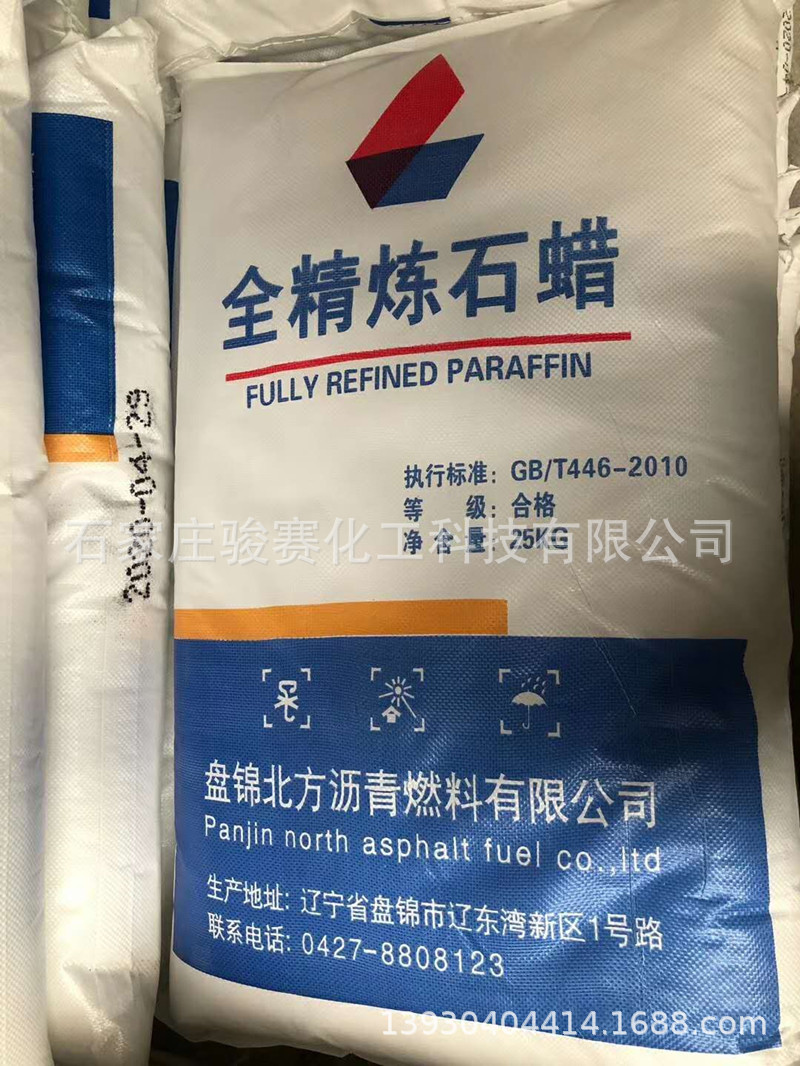 全精炼石蜡
FULLY REFINED PARAFFIN
执行标准: GB/T446-2010
等 级: 合格
净 含 量: 25KG
石家庄骏赛化工科技有限公司
2020-04-29
盘锦北方沥青燃料有限公司
Panjin north asphalt fuel co.,ltd
生产地址: 辽宁省盘锦市辽东湾新区1号路
联系电话: 0427-8808123
13930404414.1688.com